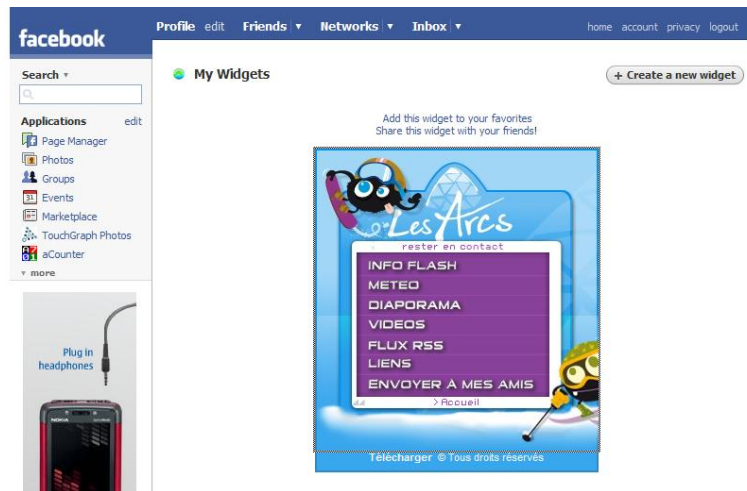 facebook
Profile edit Friends Networks Inbox home account privacy logout
Search
My Widgets
+ Create a new widget
Applications edit
Page Manager
Photos
Groups
31 Events
Marketplace
TouchGraph Photos
aCounter
more
Add this widget to your favorites
Share this widget with your friends!
Les Arcs
rester en contact
INFO FLASH
METEO
DIAPORAMA
VIDEOS
FLUX RSS
LIENS
ENVOYER À MES AMIS
>Accueil
Télécharger © Tous droits réservés
Plug in
headphones
NOKIA